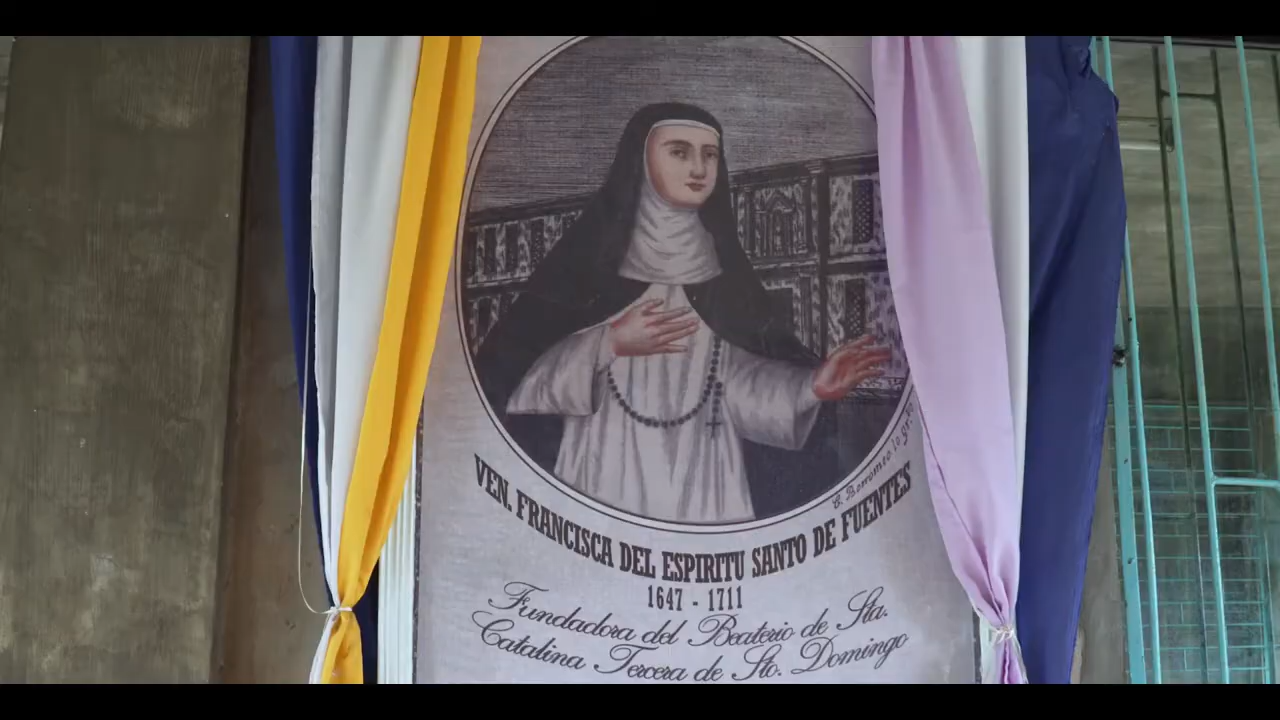 C. Borromeo lo gr.
VEN. FRANCISCA DEL ESPIRITU SANTO DE FUENTES
1647 - 1711
Fundadora del Beaterio de Sta.
Catalina Tercera de Sto. Domingo